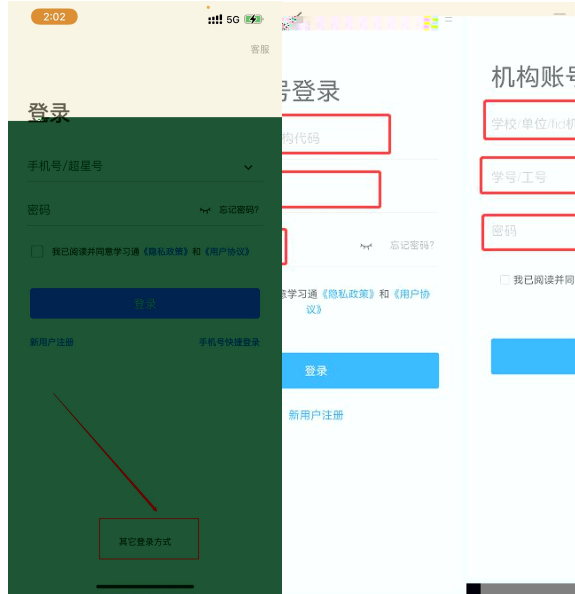 2:02
5G
客服
登录
手机号/超星号
密码
忘记密码?
我已阅读并同意学习通《隐私政策》和《用户协议》
登录
新用户注册
手机号快捷登录
其它登录方式
号登录
构代码
忘记密码?
意学习通《隐私政策》和《用户协
议》
登录
新用户注册
机构账号
学校/单位/fid机
学号/工号
密码
我已阅读并同